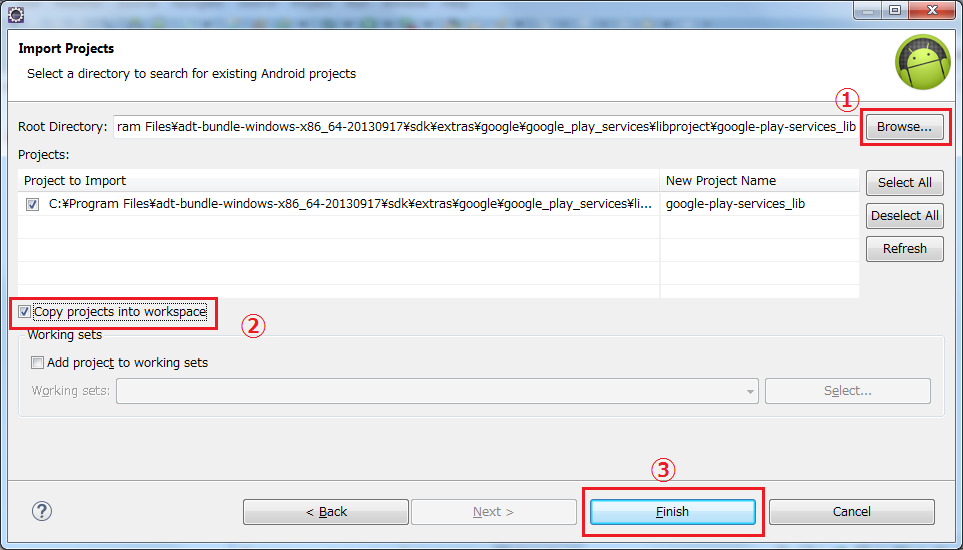 Import Projects
Select a directory to search for existing Android projects
①
Root Directory: ram Files¥adt-bundle-windows-x86_64-20130917¥sdk¥extras¥google¥google_play_services¥libproject¥google-play-services_lib Browse...
Projects:
Project to Import New Project Name
C:¥Program Files¥adt-bundle-windows-x86_64-20130917¥sdk¥extras¥google¥google_play_services¥li... google-play-services_lib
Select All
Deselect All
Refresh
Copy projects into workspace
②
Working sets
Add project to working sets
Working sets: Select...
③
? < Back Next > Finish Cancel